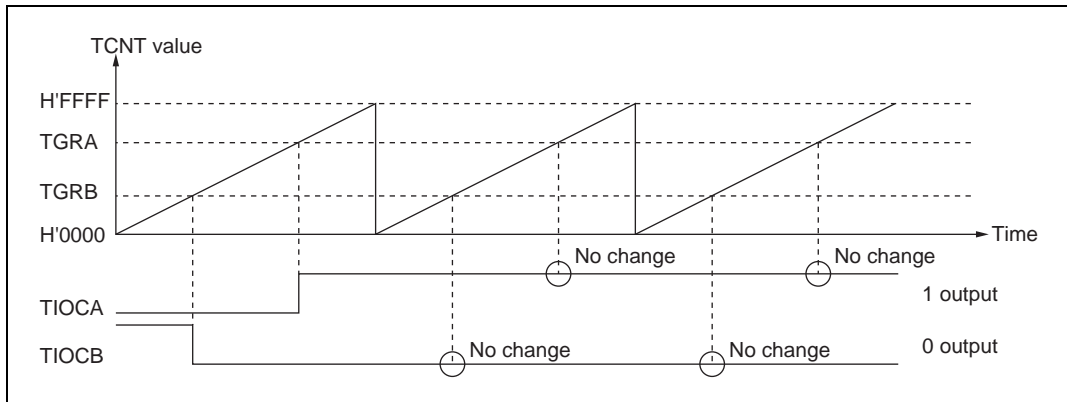 TCNT value
H'FFFF
TGRA
TGRB
H'0000
Time
No change
No change
TIOCA
1 output
No change
No change
TIOCB
0 output